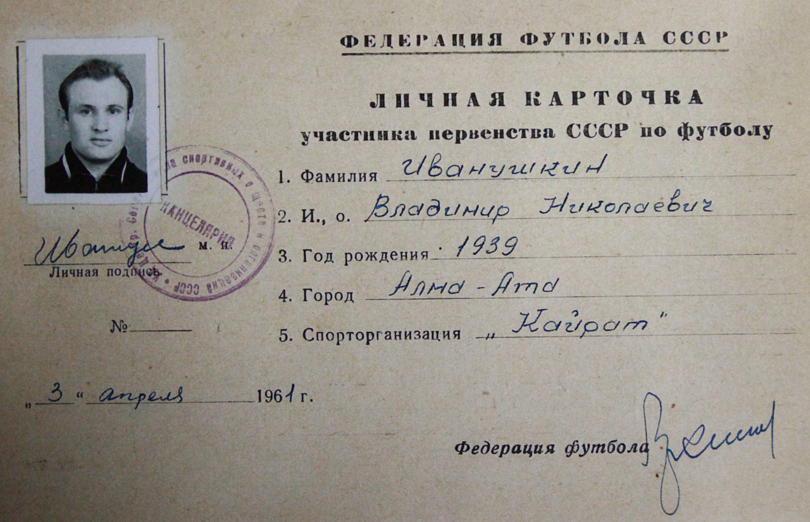 ФЕДЕРАЦИЯ ФУТБОЛА СССР
ЛИЧНАЯ КАРТОЧКА
участника первенства СССР по футболу
1. Фамилия Иванушкин
2. И., о. Владимир Николаевич
3. Год рождения 1939
4. Город Алма-Ата
5. Спорторганизация „Кайрат"
КАНЦЕЛЯРИЯ
м. п.
Личная подпись
№
„3" апреля 1961 г.
Федерация футбола